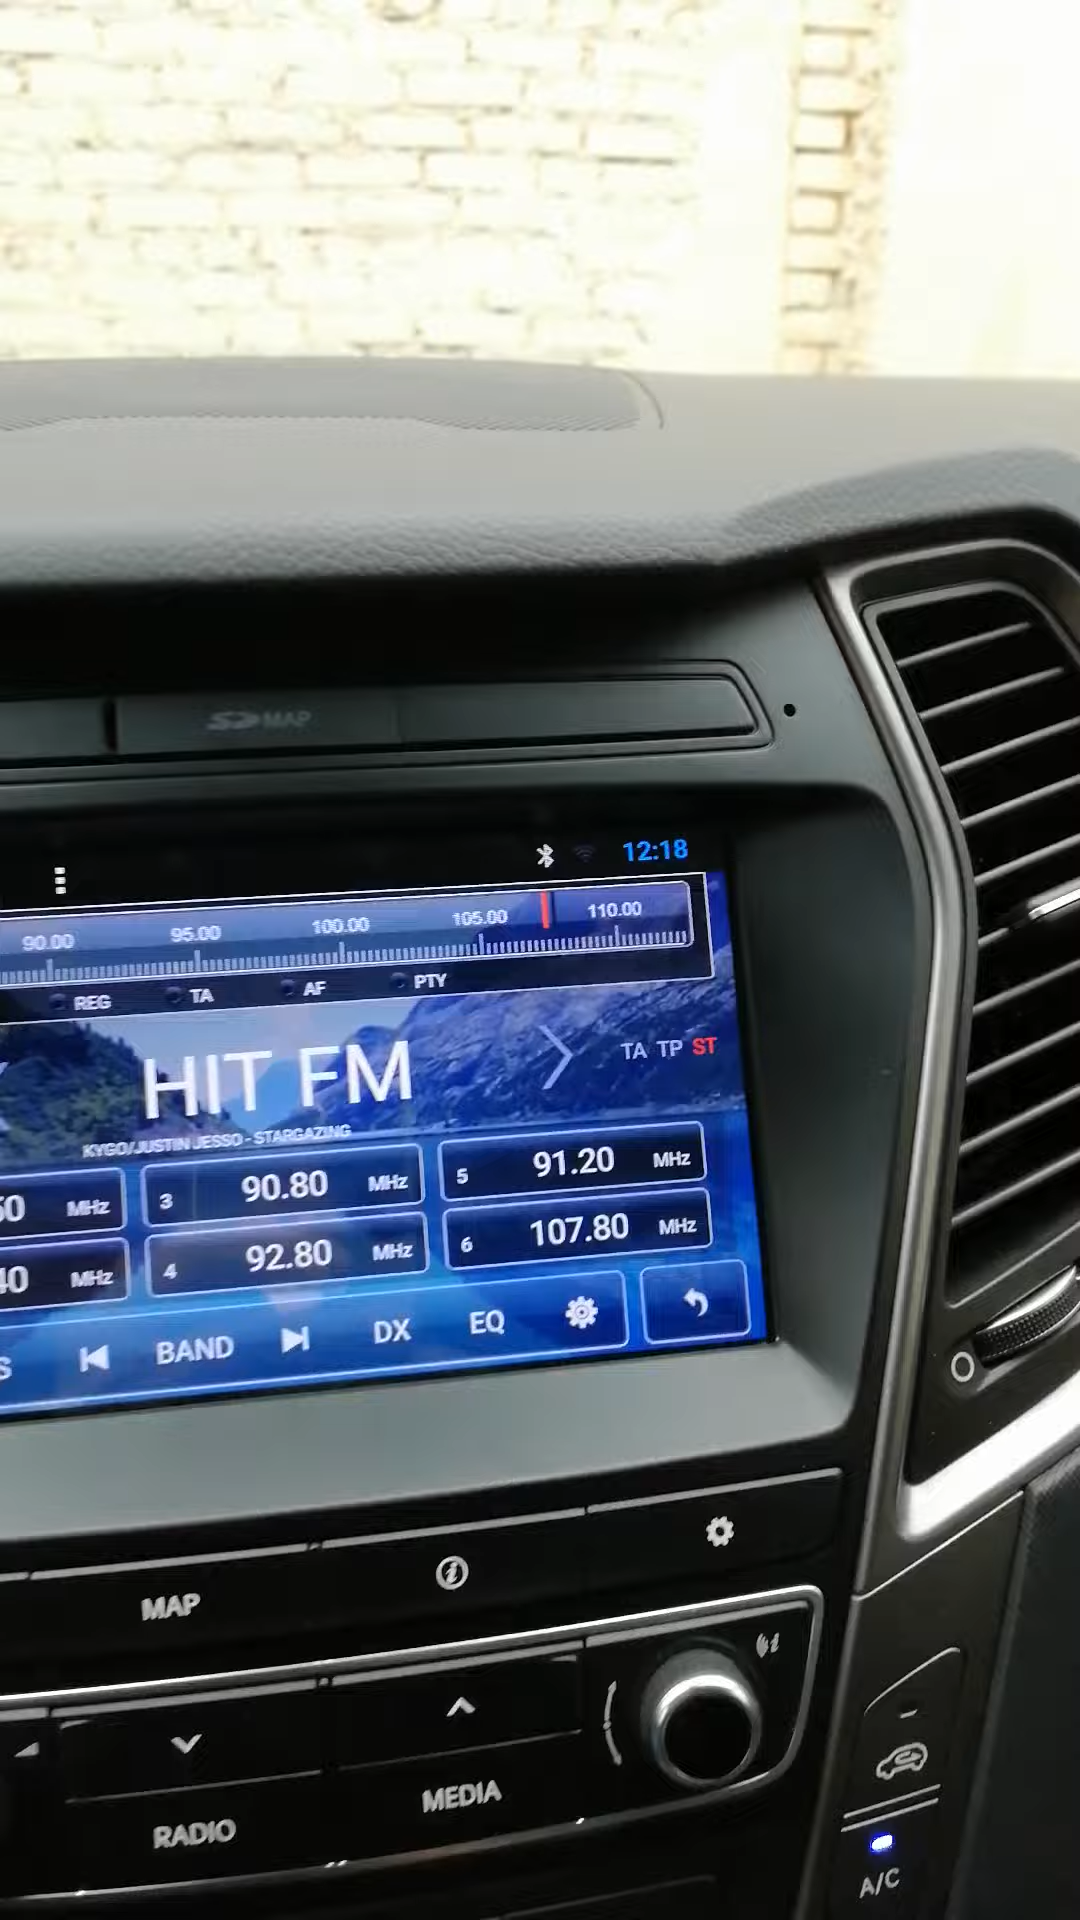 SD MAP
12:18
90.00 95.00 100.00 105.00 110.00
REG TA AF PTY
HIT FM
TA TP ST
KYGO/JUSTIN JESSO - STARGAZING
50 MHz 3 90.80 MHz 5 91.20 MHz
40 MHz 4 92.80 MHz 6 107.80 MHz
S BAND DX EQ
MAP
RADIO MEDIA
A/C